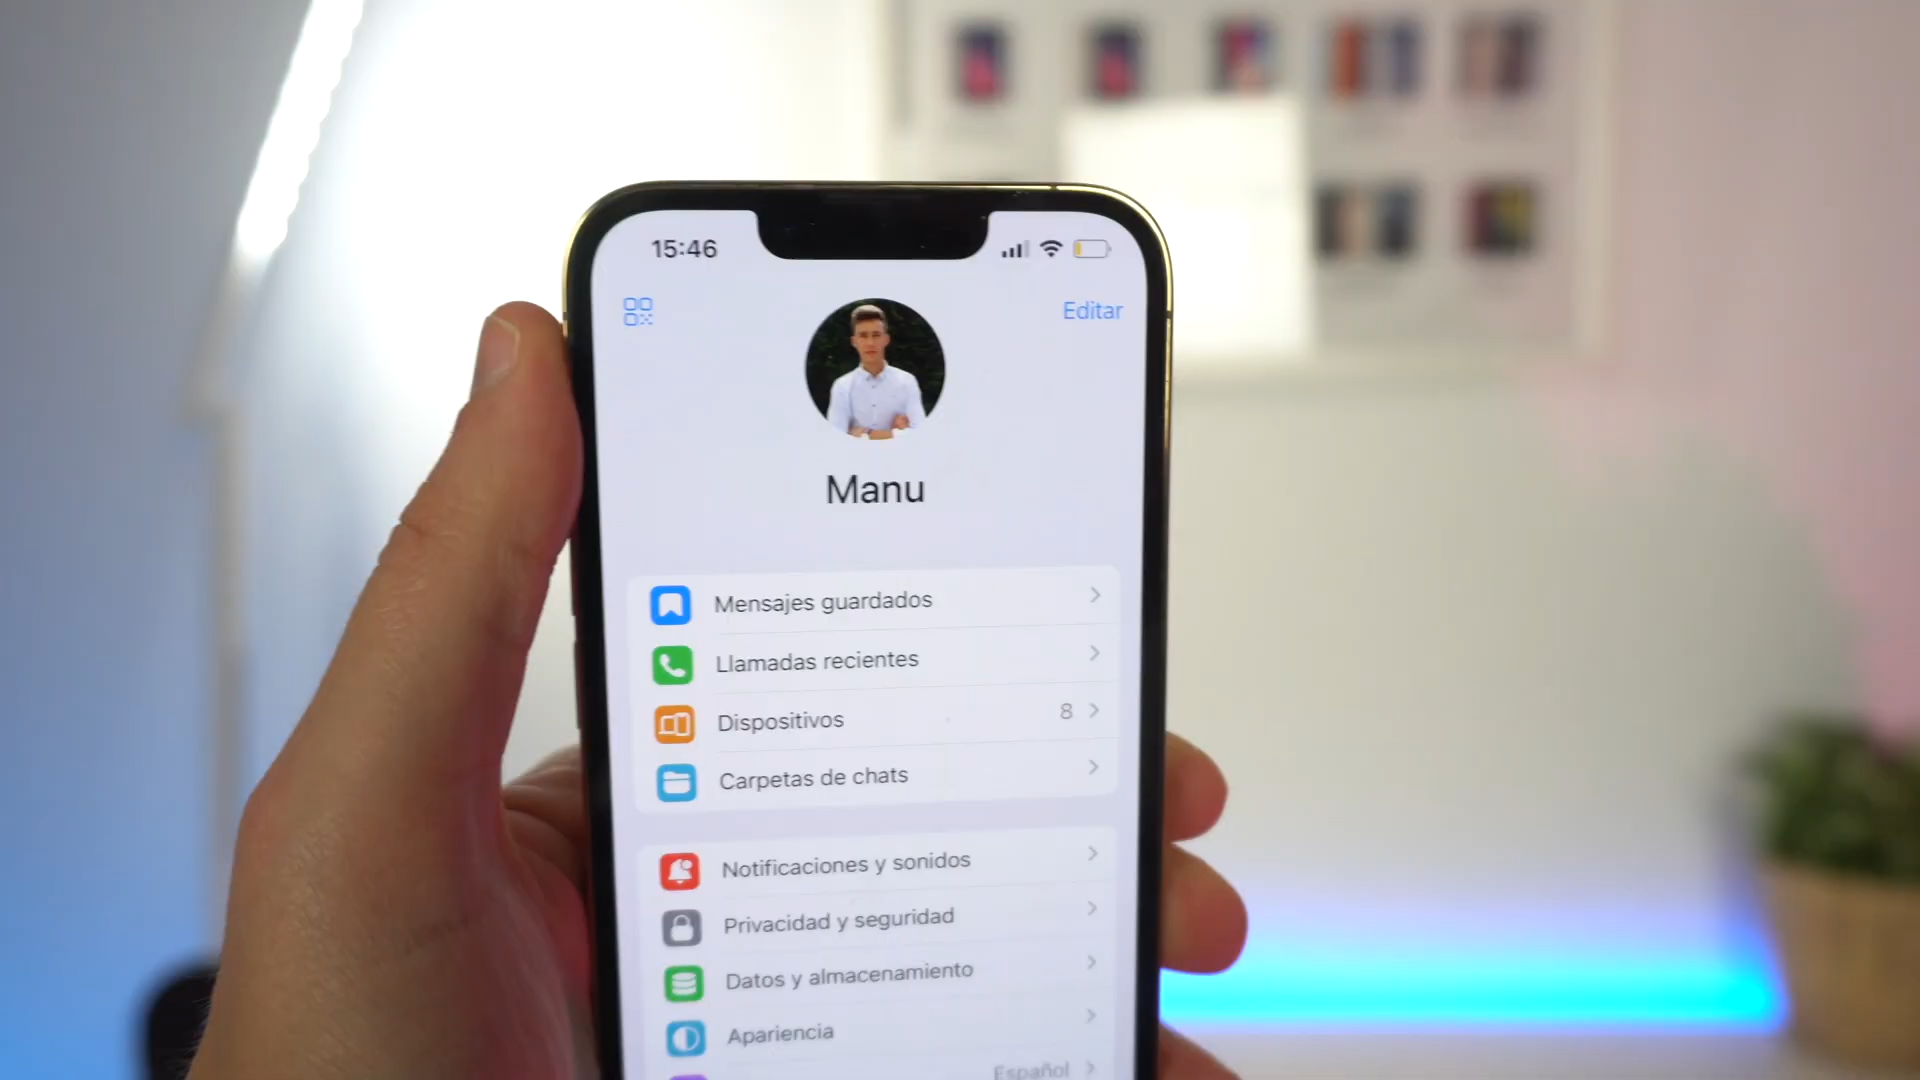 15:46
Editar
Manu
Mensajes guardados
Llamadas recientes
Dispositivos 8
Carpetas de chats
Notificaciones y sonidos
Privacidad y seguridad
Datos y almacenamiento
Apariencia
Español